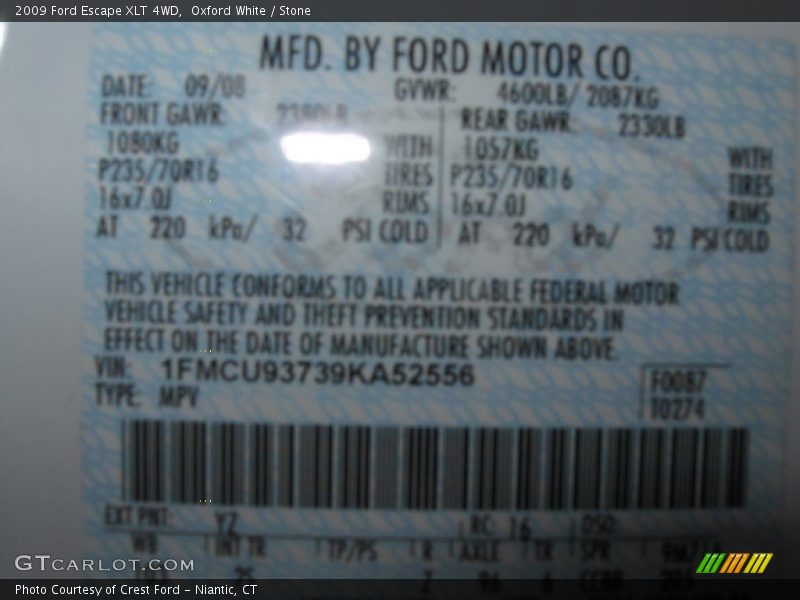 2009 Ford Escape XLT 4WD, Oxford White / Stone
MFD. BY FORD MOTOR CO.
DATE: 09/08 GVWR: 4600LB/ 2087KG
FRONT GAWR: 2380LB REAR GAWR: 2330LB
1080KG WITH 1057KG WITH
P235/70R16 TIRES P235/70R16 TIRES
16x7.0J RIMS 16x7.0J RIMS
AT 220 kPa/ 32 PSI COLD AT 220 kPa/ 32 PSI COLD
THIS VEHICLE CONFORMS TO ALL APPLICABLE FEDERAL MOTOR
VEHICLE SAFETY AND THEFT PREVENTION STANDARDS IN
EFFECT ON THE DATE OF MANUFACTURE SHOWN ABOVE.
VIN: 1FMCU93739KA52556 F0087
TYPE: MPV T0274
EXT PNT: YZ RC: 16 DSO:
WB INT TR TP/PS R AXLE TR SPR
GTCARLOT.COM
Photo Courtesy of Crest Ford - Niantic, CT